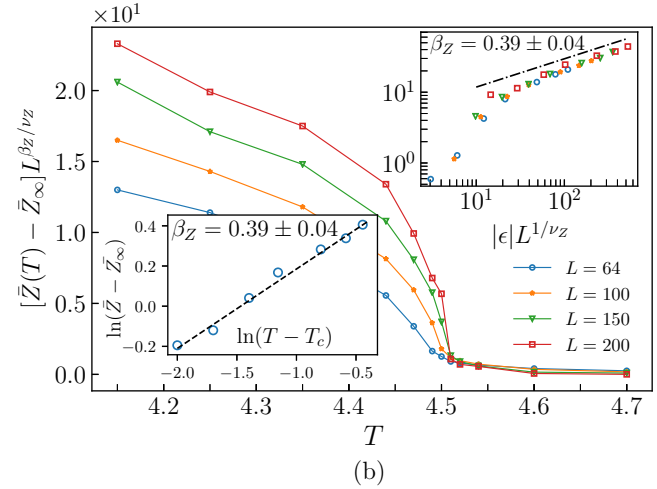 ×10¹
[Z̄(T) − Z̄∞]L^{β_Z/ν_Z}
2.0
1.5
1.0
0.5
0.0
4.2 4.3 4.4 4.5 4.6 4.7
T
β_Z = 0.39 ± 0.04
10¹
10⁰
10¹ 10²
|ϵ|L^{1/ν_Z}
β_Z = 0.39 ± 0.04
ln(Z̄ − Z̄∞)
0.4
0.2
0.0
−0.2
ln(T − T_c)
−2.0 −1.5 −1.0 −0.5
L = 64
L = 100
L = 150
L = 200
(b)